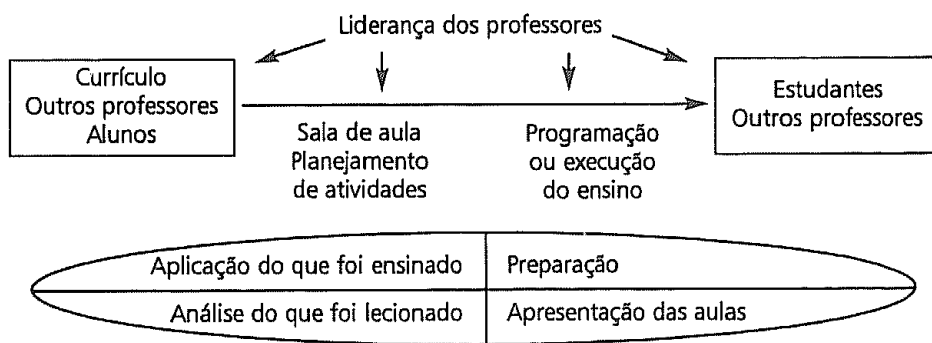 Liderança dos professores
Currículo
Outros professores
Alunos
Estudantes
Outros professores
Sala de aula
Planejamento
de atividades
Programação
ou execução
do ensino
Aplicação do que foi ensinado
Preparação
Análise do que foi lecionado
Apresentação das aulas